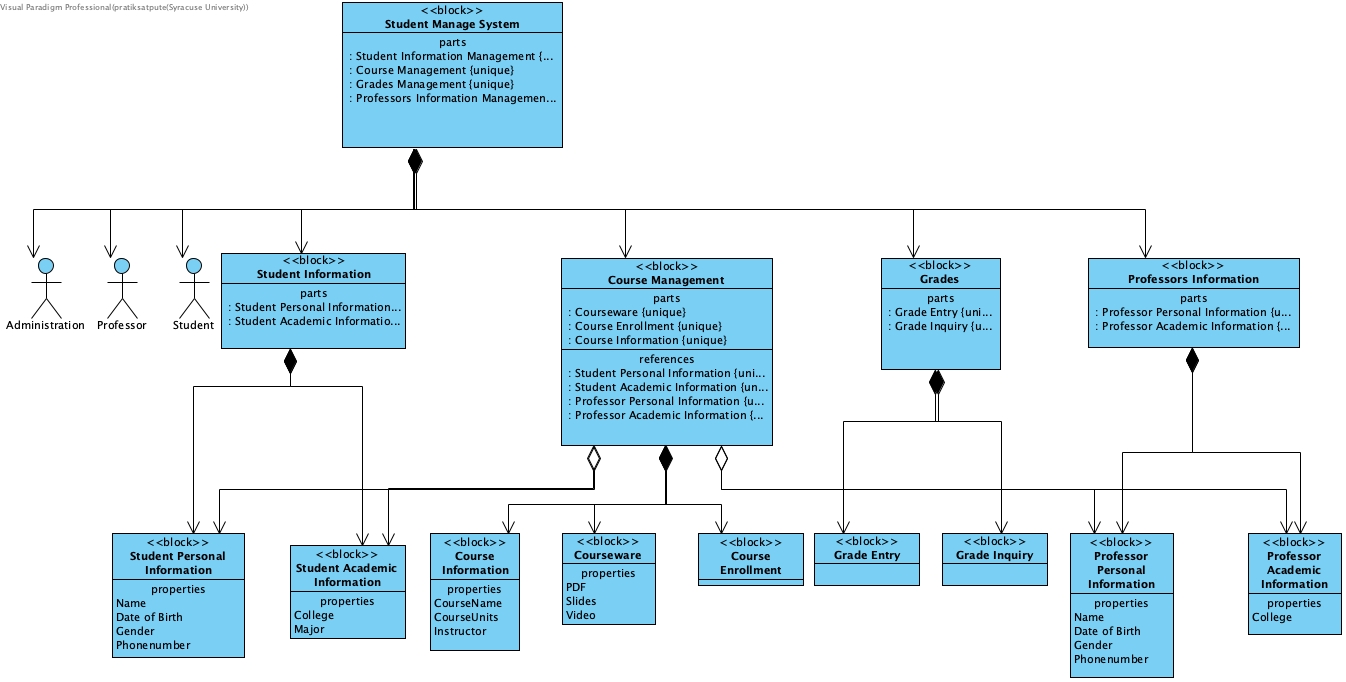 Visual Paradigm Professional(pratiksatpute(Syracuse University))
<<block>>
Student Manage System
parts
: Student Information Management {...
: Course Management {unique}
: Grades Management {unique}
: Professors Information Managemen...
Administration
Professor
Student
<<block>>
Student Information
parts
: Student Personal Information...
: Student Academic Informatio...
<<block>>
Course Management
parts
: Courseware {unique}
: Course Enrollment {unique}
: Course Information {unique}
references
: Student Personal Information {uni...
: Student Academic Information {un...
: Professor Personal Information {u...
: Professor Academic Information {...
<<block>>
Grades
parts
: Grade Entry {uni...
: Grade Inquiry {u...
<<block>>
Professors Information
parts
: Professor Personal Information {u...
: Professor Academic Information {...
<<block>>
Student Personal
Information
properties
Name
Date of Birth
Gender
Phonenumber
<<block>>
Student Academic
Information
properties
College
Major
<<block>>
Course
Information
properties
CourseName
CourseUnits
Instructor
<<block>>
Courseware
properties
PDF
Slides
Video
<<block>>
Course
Enrollment
<<block>>
Grade Entry
<<block>>
Grade Inquiry
<<block>>
Professor
Personal
Information
properties
Name
Date of Birth
Gender
Phonenumber
<<block>>
Professor
Academic
Information
properties
College